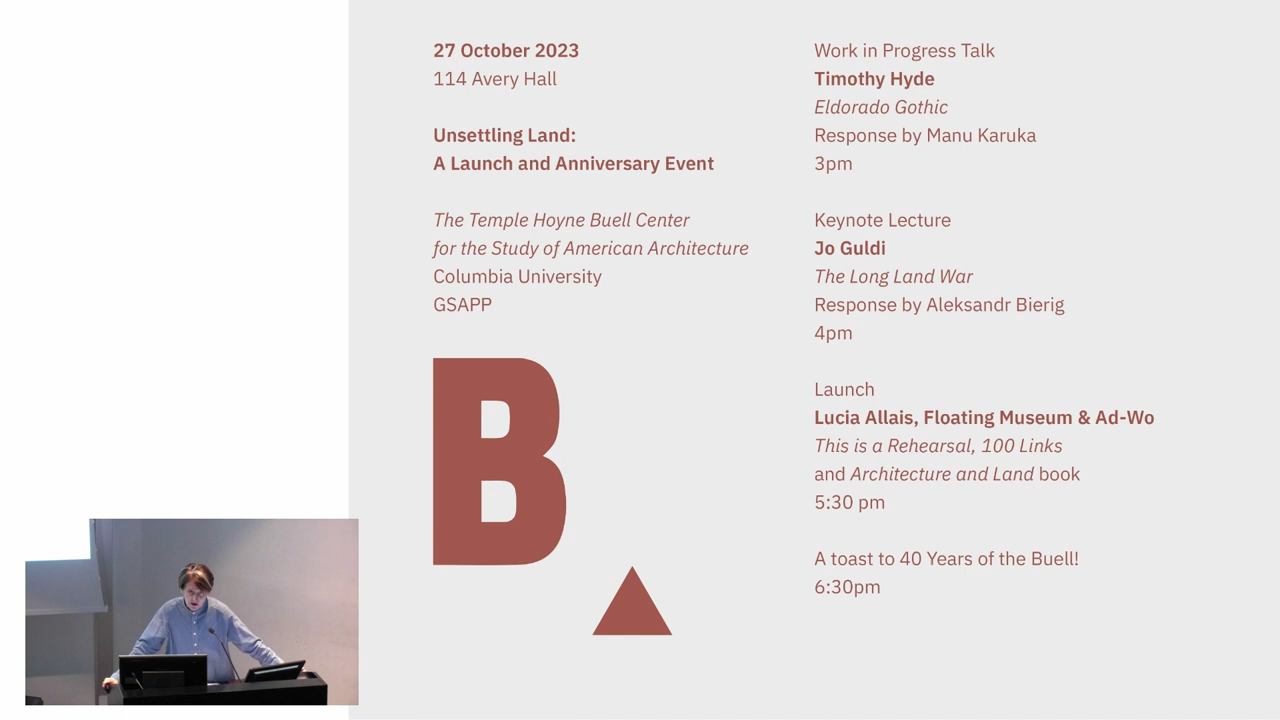 27 October 2023
114 Avery Hall
Unsettling Land:
A Launch and Anniversary Event
The Temple Hoyne Buell Center
for the Study of American Architecture
Columbia University
GSAPP
B
Work in Progress Talk
Timothy Hyde
Eldorado Gothic
Response by Manu Karuka
3pm
Keynote Lecture
Jo Guldi
The Long Land War
Response by Aleksandr Bierig
4pm
Launch
Lucia Allais, Floating Museum & Ad-Wo
This is a Rehearsal, 100 Links
and Architecture and Land book
5:30 pm
A toast to 40 Years of the Buell!
6:30pm